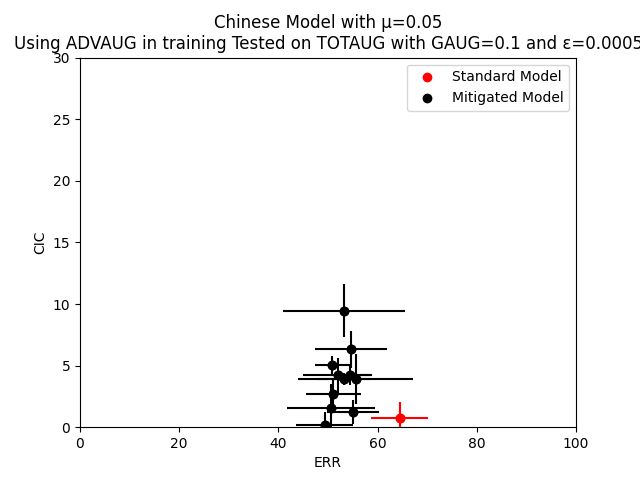 Chinese Model with μ=0.05
Using ADVAUG in training Tested on TOTAUG with GAUG=0.1 and ε=0.0005
Standard Model
Mitigated Model
30
25
20
15
10
5
0
CIC
0 20 40 60 80 100
ERR